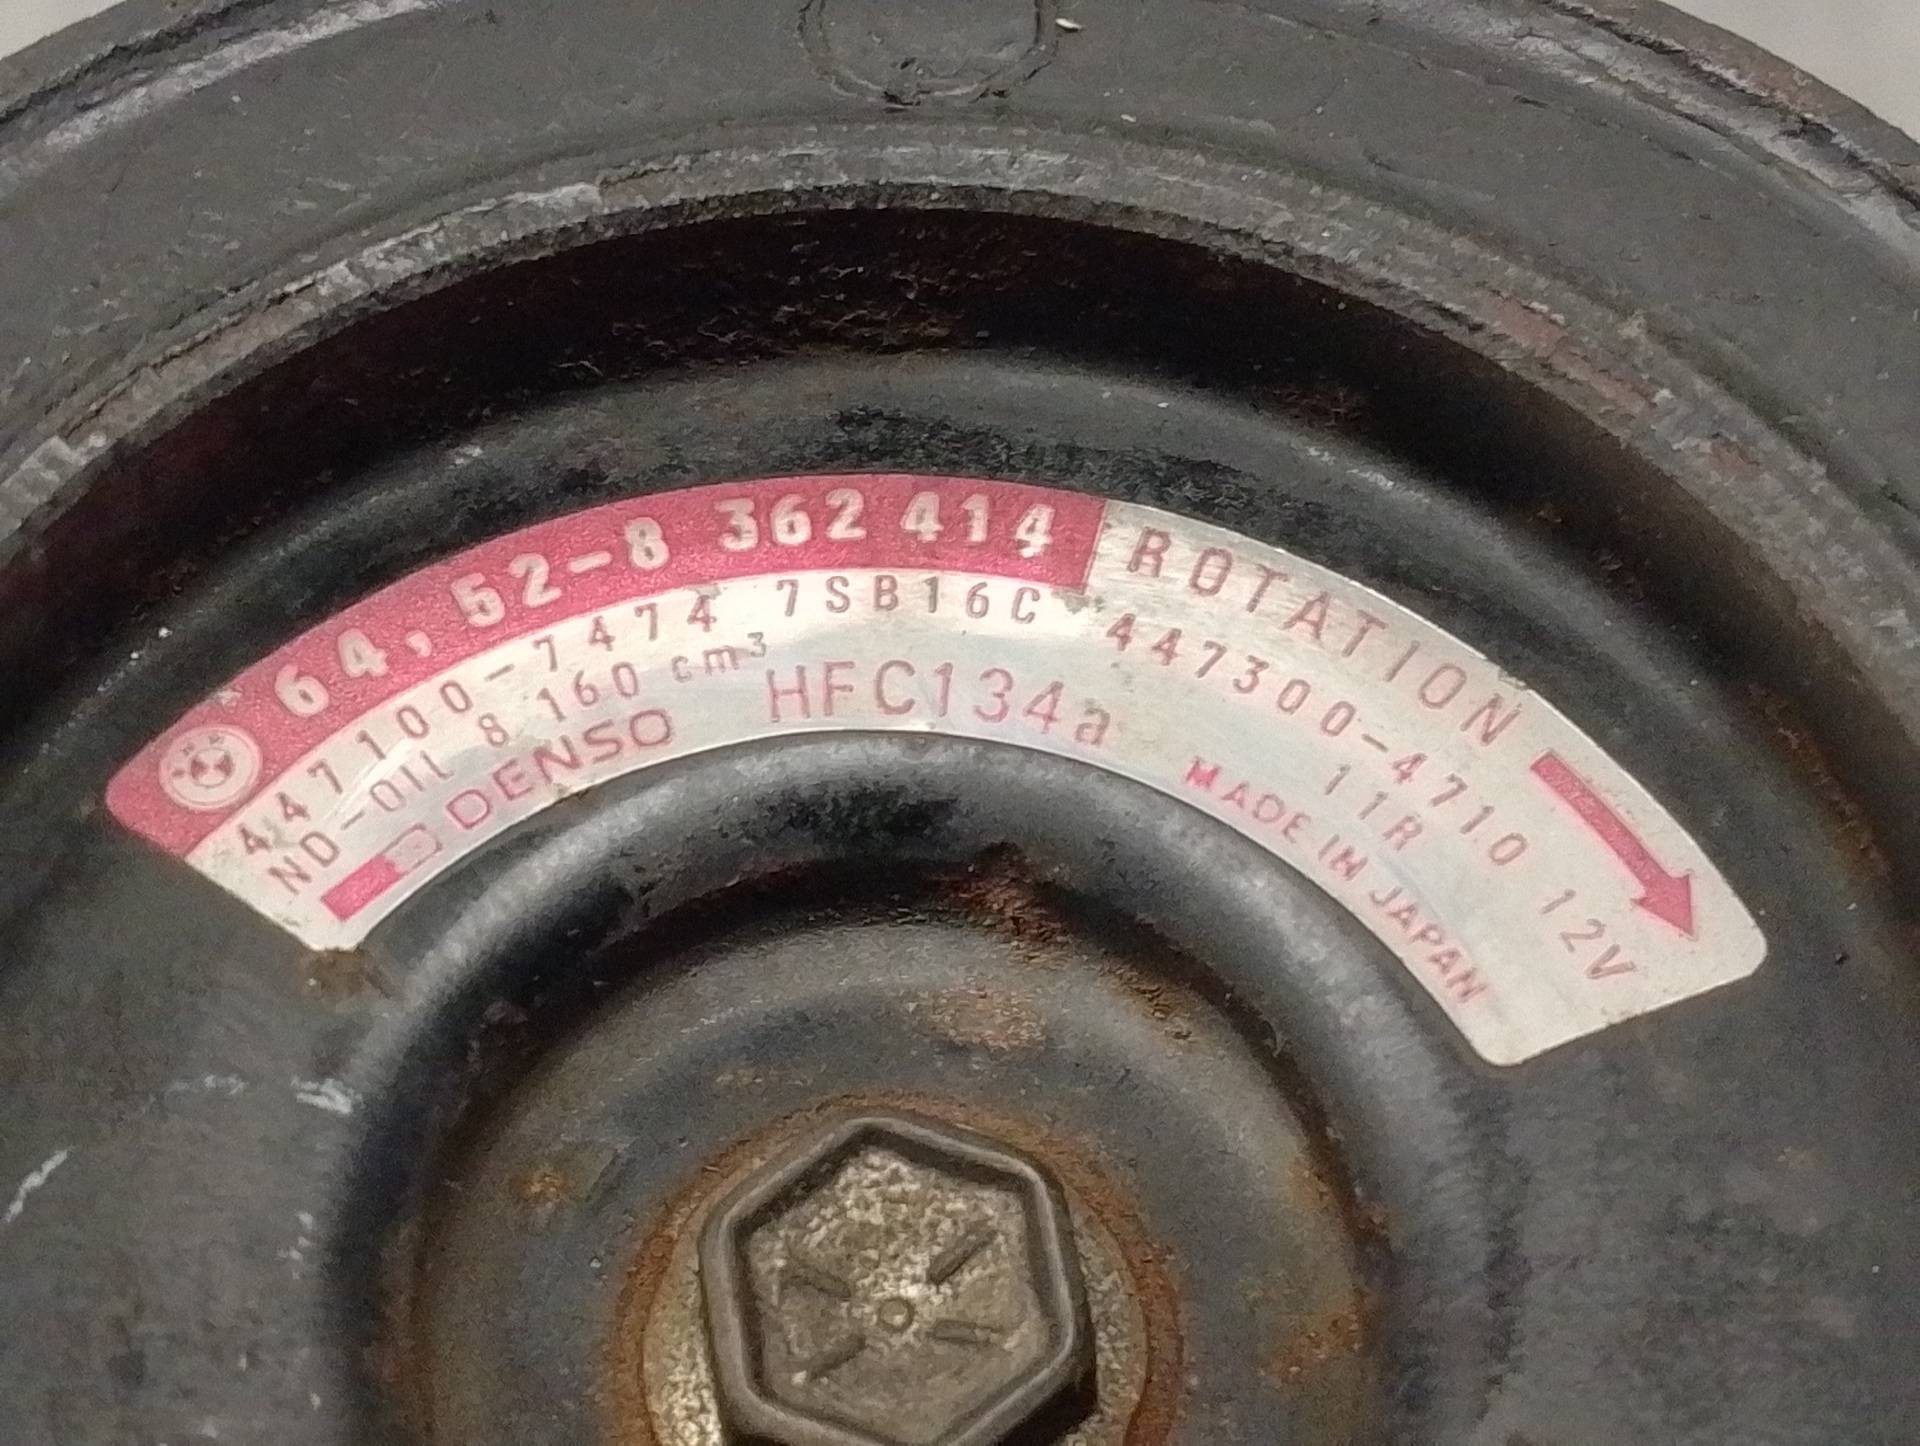 64.52-8 362 414
447100-7474 7SB16C
ND-OIL 8 160 cm³
DENSO HFC134a
ROTATION
447300-4710 12V
11R
MADE IN JAPAN